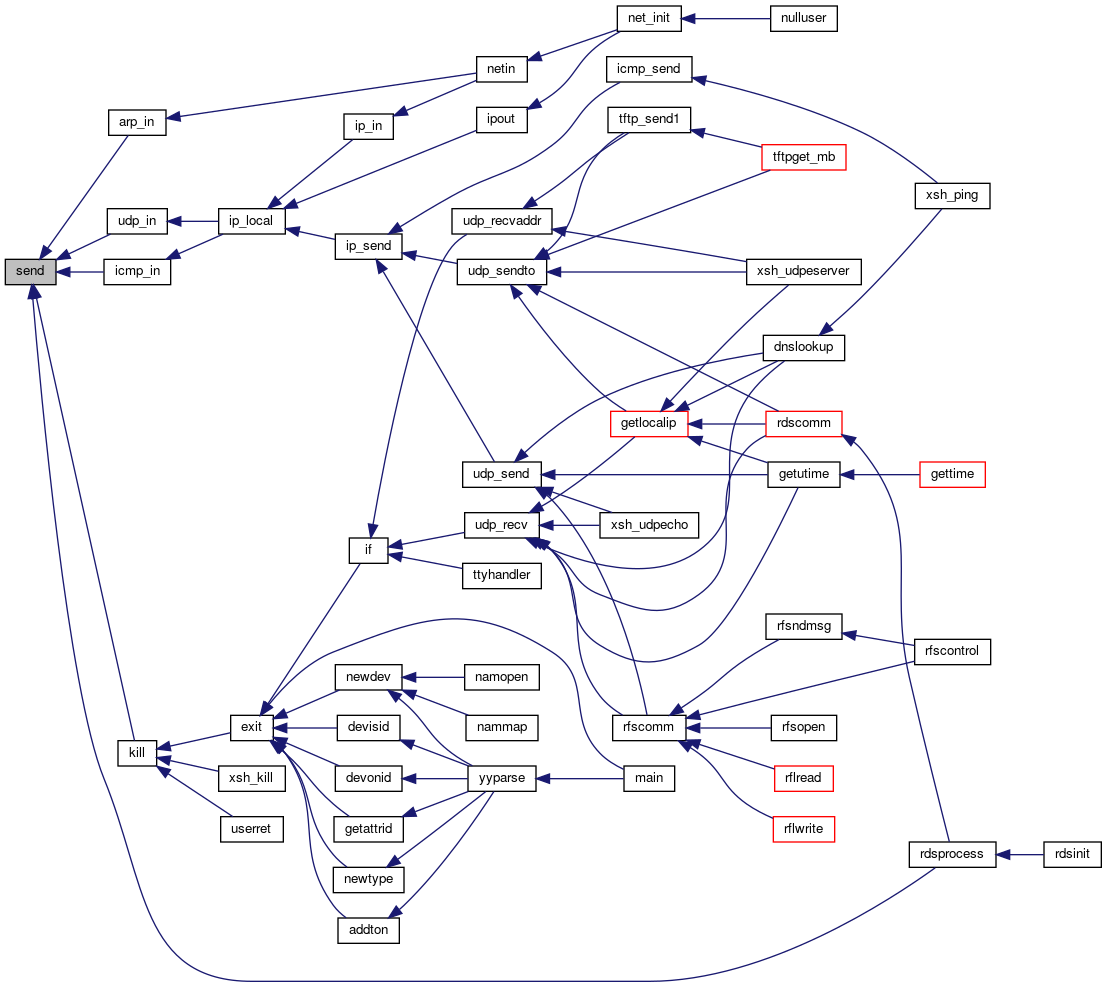 net_init
nulluser
netin
icmp_send
ipout
tftp_send1
arp_in
ip_in
tftpget_mb
xsh_ping
udp_in
ip_local
udp_recvaddr
ip_send
send
icmp_in
udp_sendto
xsh_udpeserver
dnslookup
getlocalip
rdscomm
udp_send
getutime
gettime
udp_recv
xsh_udpecho
if
ttyhandler
rfsndmsg
rfscontrol
newdev
namopen
exit
devisid
nammap
rfscomm
rfsopen
kill
xsh_kill
devonid
yyparse
main
rflread
userret
getattrid
rflwrite
rdsprocess
rdsinit
newtype
addton